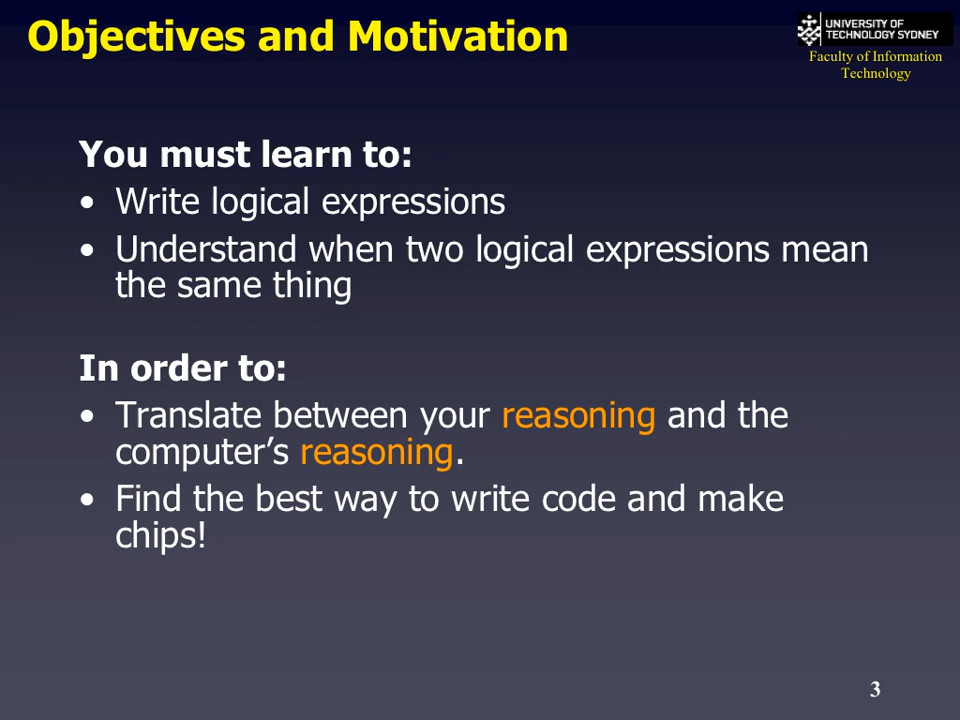 Objectives and Motivation
UNIVERSITY OF
TECHNOLOGY SYDNEY
Faculty of Information
Technology
You must learn to:
• Write logical expressions
• Understand when two logical expressions mean
the same thing
In order to:
• Translate between your reasoning and the
computer’s reasoning.
• Find the best way to write code and make
chips!
3